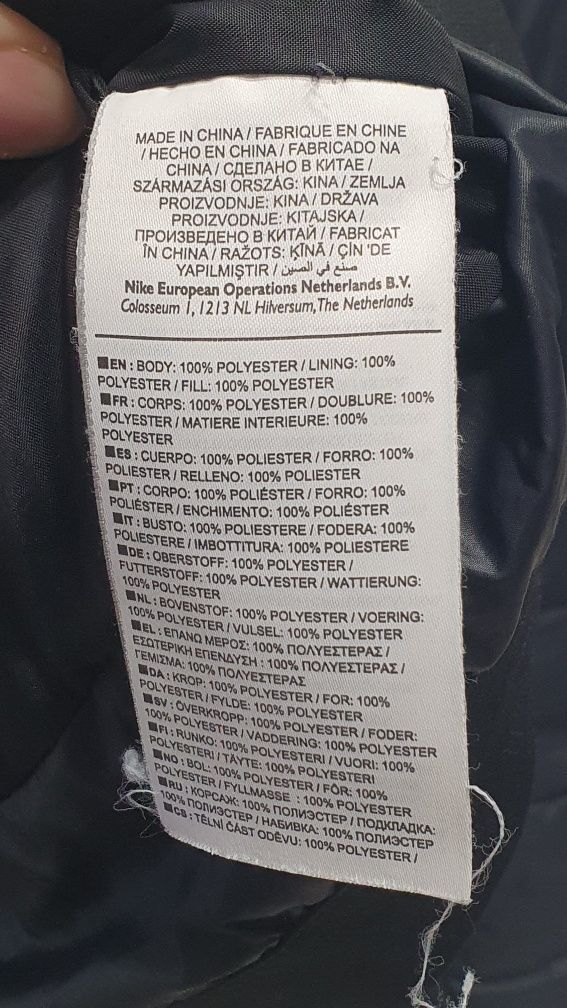 MADE IN CHINA / FABRIQUE EN CHINE
/ HECHO EN CHINA / FABRICADO NA
CHINA / СДЕЛАНО В КИТАЕ /
SZÁRMAZÁSI ORSZÁG: KINA / ZEMLJA
PROIZVODNJE: KINA / DRŽAVA
PROIZVODNJE: KITAJSKA /
ПРОИЗВЕДЕНО В КИТАЙ / FABRICAT
ÎN CHINA / RAŽOTS: ĶĪNĀ / ÇİN 'DE
YAPILMIŞTIR / صنع في الصين
Nike European Operations Netherlands B.V.
Colosseum 1, 1213 NL Hilversum, The Netherlands
■EN : BODY: 100% POLYESTER / LINING: 100%
POLYESTER / FILL: 100% POLYESTER
■FR : CORPS: 100% POLYESTER / DOUBLURE: 100%
POLYESTER / MATIERE INTERIEURE: 100%
POLYESTER
■ES : CUERPO: 100% POLIESTER / FORRO: 100%
POLIESTER / RELLENO: 100% POLIESTER
■PT : CORPO: 100% POLIÉSTER / FORRO: 100%
POLIÉSTER / ENCHIMENTO: 100% POLIÉSTER
■IT : BUSTO: 100% POLIESTERE / FODERA: 100%
POLIESTERE / IMBOTTITURA: 100% POLIESTERE
■DE : OBERSTOFF: 100% POLYESTER /
FUTTERSTOFF: 100% POLYESTER / WATTIERUNG:
100% POLYESTER
■NL : BOVENSTOF: 100% POLYESTER / VOERING:
100% POLYESTER / VULSEL: 100% POLYESTER
■EL : ΕΠΑΝΩ ΜΕΡΟΣ: 100% ΠΟΛΥΕΣΤΕΡΑΣ /
ΕΣΩΤΕΡΙΚΗ ΕΠΕΝΔΥΣΗ : 100% ΠΟΛΥΕΣΤΕΡΑΣ /
ΓΕΜΙΣΜΑ: 100% ΠΟΛΥΕΣΤΕΡΑΣ
■DA : KROP: 100% POLYESTER / FOR: 100%
POLYESTER / FYLDE: 100% POLYESTER
■SV : ÖVERKROPP: 100% POLYESTER / FODER:
100% POLYESTER / VADDERING: 100% POLYESTER
■FI : RUNKO: 100% POLYESTERI / VUORI: 100%
POLYESTERI / TÄYTE: 100% POLYESTERI
■NO : BOL: 100% POLYESTER / FÔR: 100%
POLYESTER / FYLLMASSE : 100% POLYESTER
■RU : КОРСАЖ: 100% ПОЛИЭСТЕР / ПОДКЛАДКА:
100% ПОЛИЭСТЕР / НАБИВКА: 100% ПОЛИЭСТЕР
■CS : TĚLNÍ ČÁST ODĚVU: 100% POLYESTER /